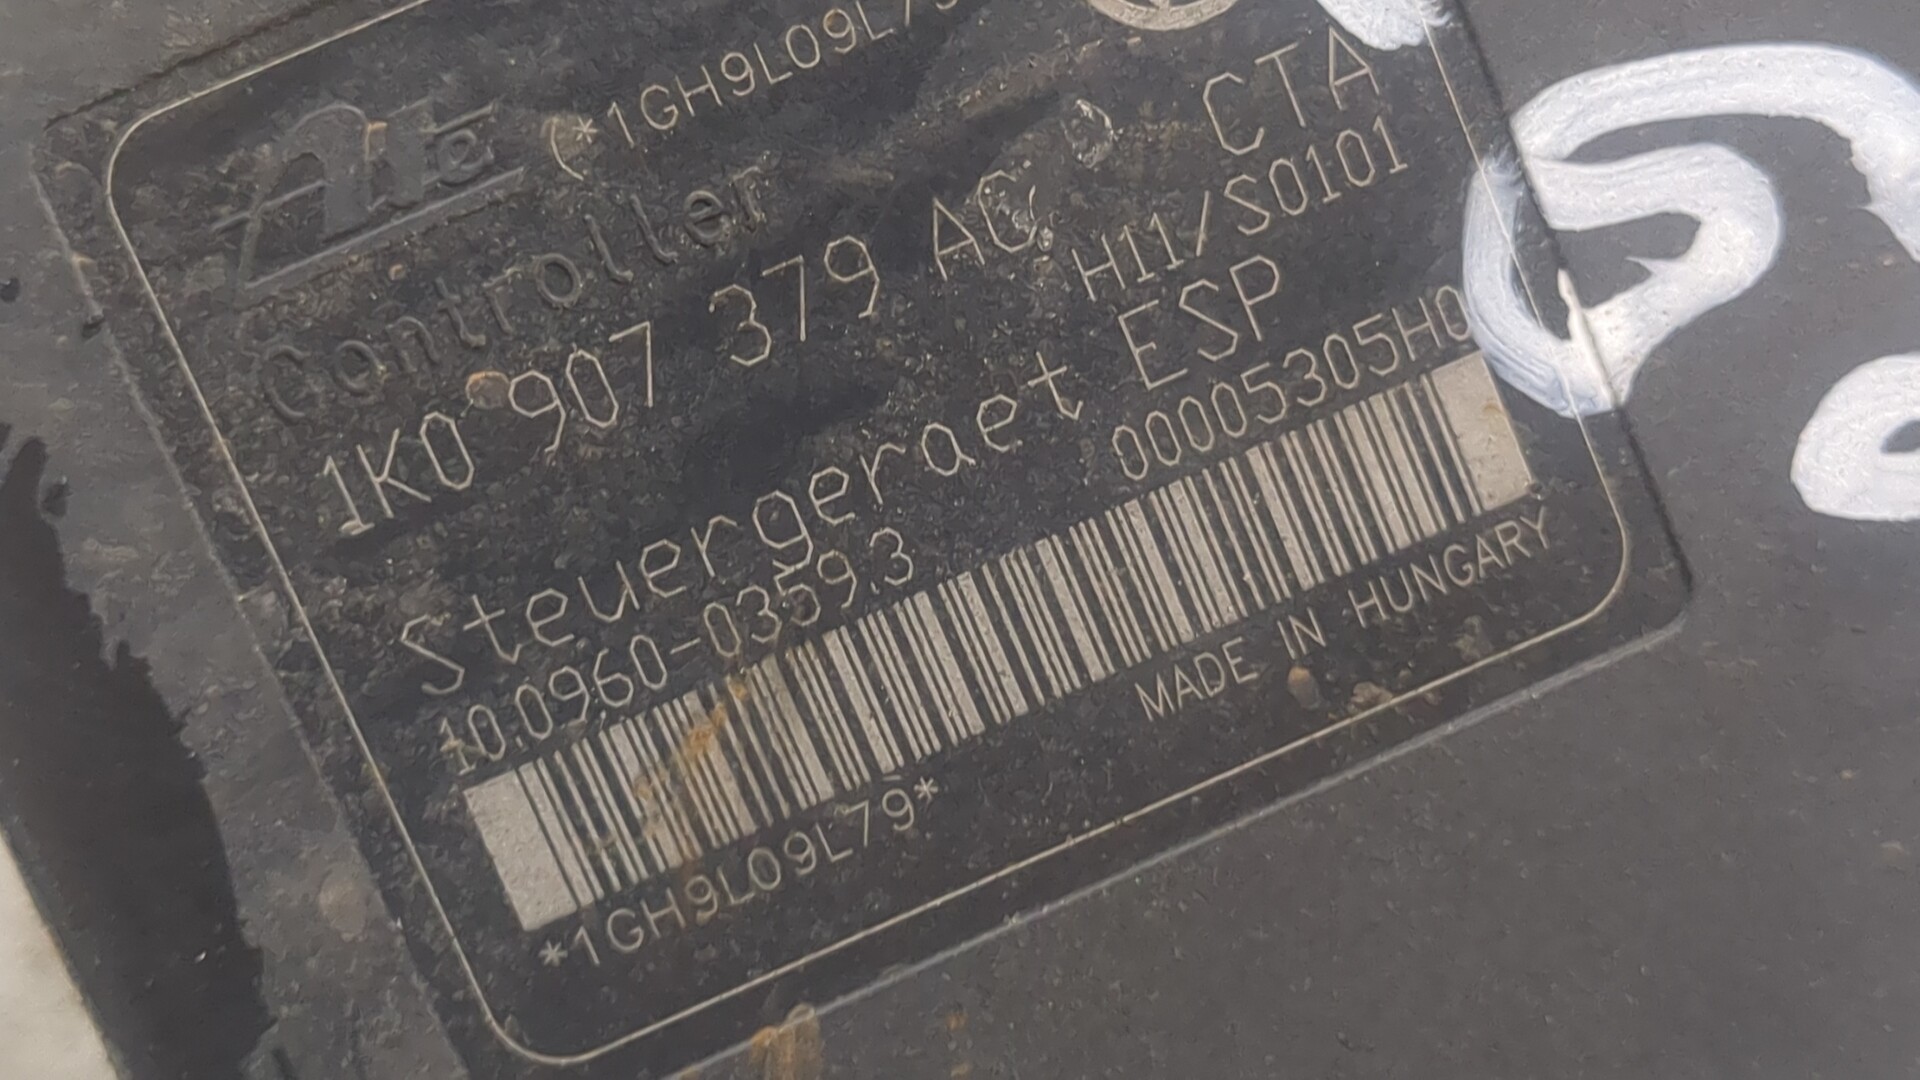 Ate (*1GH9L09L79
Controller CTA
1K0 907 379 AC H11/S0101
Steuergeraet ESP
10.0960-0359.3 00005305H0
*1GH9L09L79*
MADE IN HUNGARY